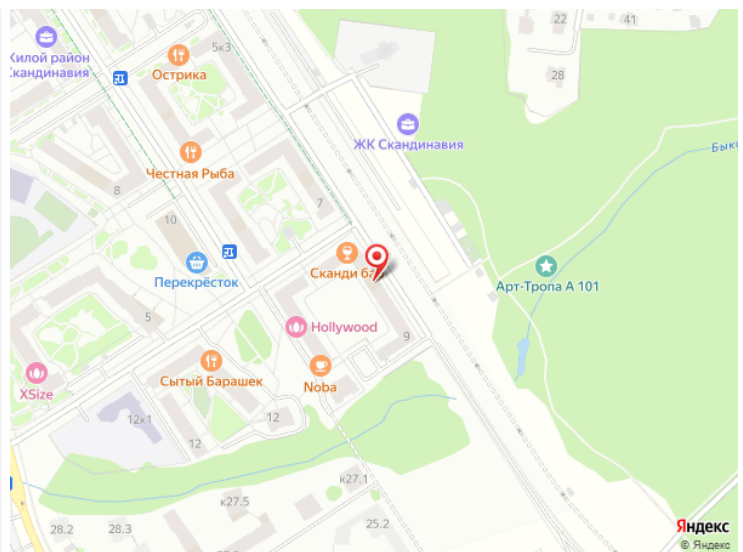 22
41
5к3
Жилой район
Скандинавия
Острика
28
ЖК Скандинавия
Честная Рыба
8
7
10
Перекрёсток
Сканди ба
Арт-Тропа А 101
5
Hollywood
9
Сытый Барашек
Noba
XSize
12к1
12
12
к27.1
к27.5
28.2
28.3
25.2
Яндекс
© Яндекс